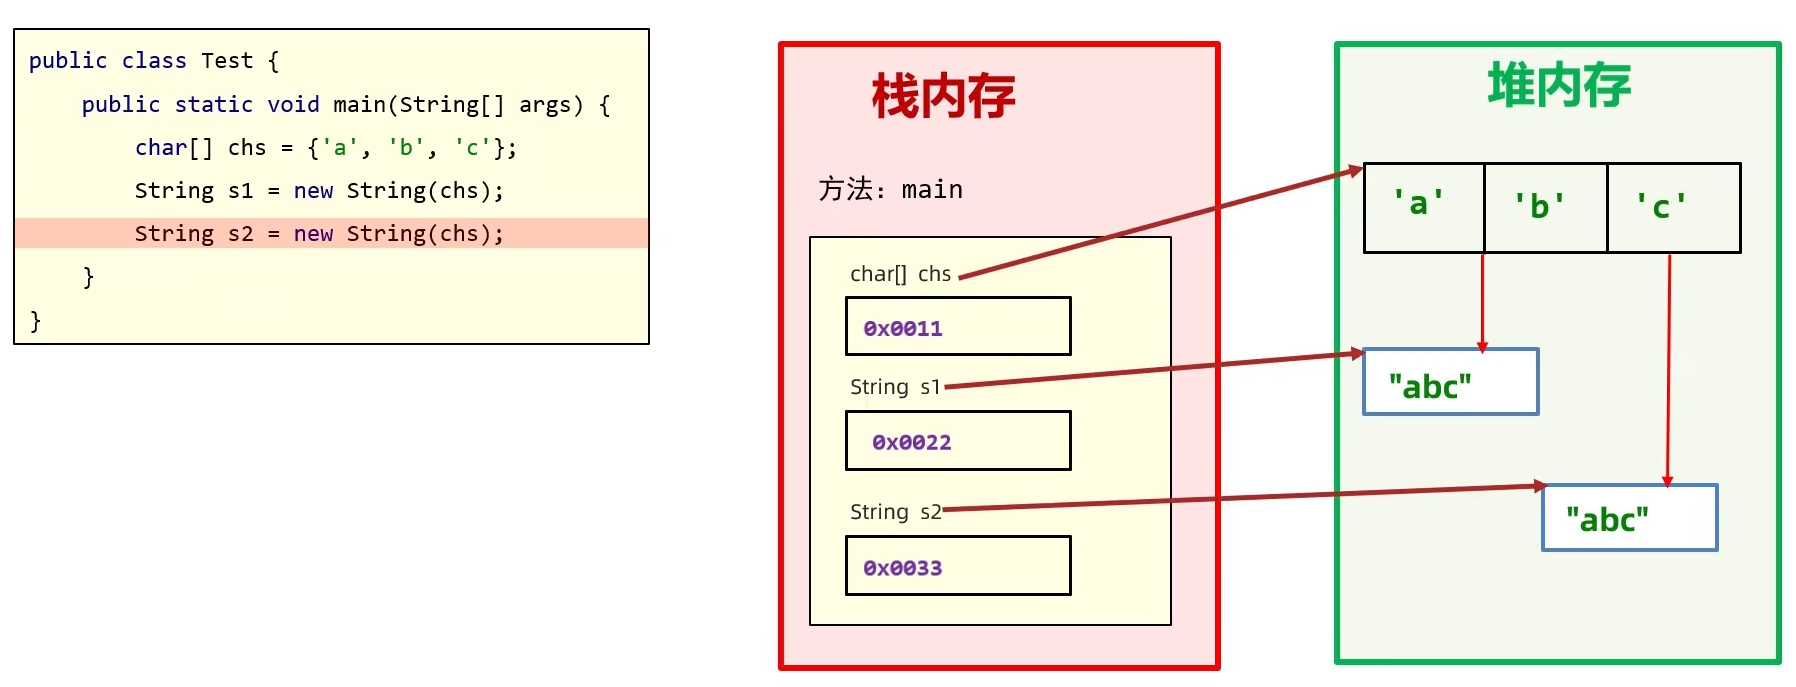 public class Test {
    public static void main(String[] args) {
        char[] chs = {'a', 'b', 'c'};
        String s1 = new String(chs);
        String s2 = new String(chs);
    }
}
栈内存
方法: main
char[] chs
0x0011
String s1
0x0022
String s2
0x0033
堆内存
'a' 'b' 'c'
"abc"
"abc"